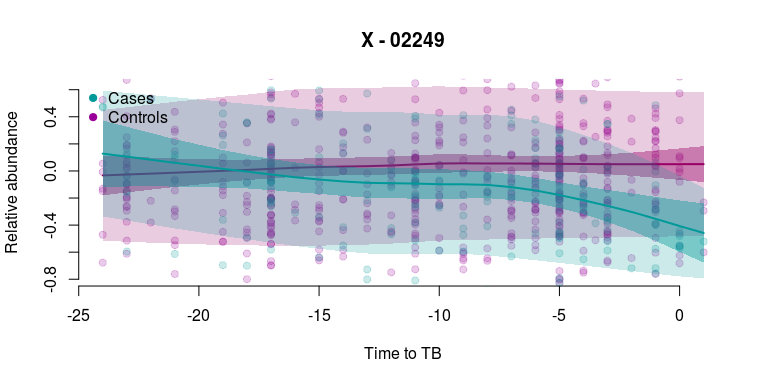 X - 02249
Cases
Controls
Relative abundance
0.4
0.0
-0.4
-0.8
-25 -20 -15 -10 -5 0
Time to TB